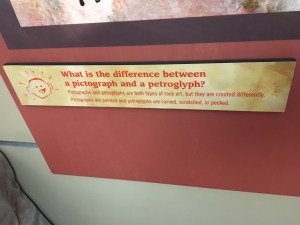 What is the difference between
a pictograph and a petroglyph?
Pictographs and petroglyphs are both types of rock art, but they are created differently.
Pictographs are painted and petroglyphs are carved, scratched, or pecked.